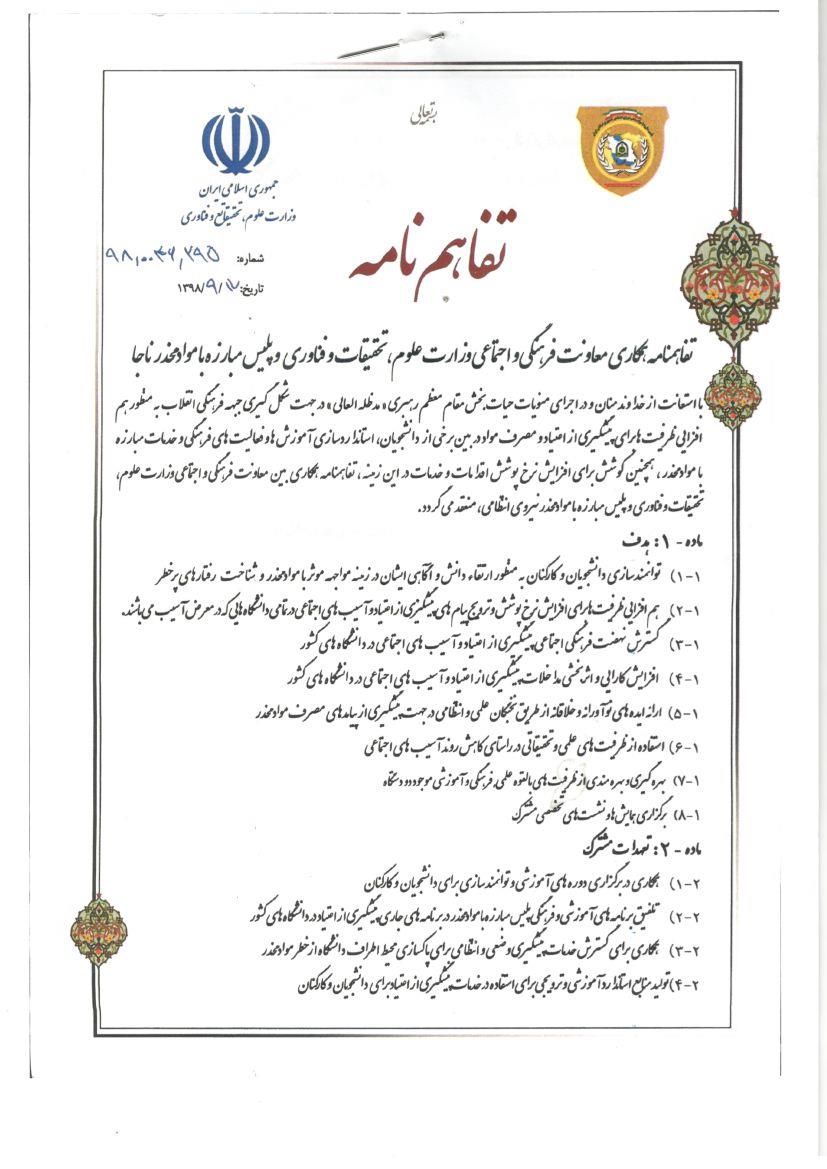 بسمه تعالی
جمهوری اسلامی ایران
وزارت علوم، تحقیقات و فناوری
شماره:
تاریخ: ۱۳۹۸/۹/۱۲
تفاهم نامه
تفاهمنامه همکاری معاونت فرهنگی و اجتماعی وزارت علوم، تحقیقات و فناوری و پلیس مبارزه با مواد مخدر ناجا
با استعانت از خداوند منان و در اجرای منویات حیات بخش مقام معظم رهبری «مدظله العالی» در جهت شکل گیری جبهه فرهنگی انقلاب به منظور هم
افزایی ظرفیت ها برای پیشگیری از اعتیاد و مصرف مواد در بین برخی از دانشجویان، استاندارد سازی آموزش ها و فعالیت های فرهنگی و خدمات مبارزه
با مواد مخدر، همچنین کوشش برای افزایش نرخ پوشش اقدامات و خدمات در این زمینه، تفاهمنامه همکاری بین معاونت فرهنگی و اجتماعی وزارت علوم،
تحقیقات و فناوری و پلیس مبارزه با مواد مخدر نیروی انتظامی، منعقد می گردد.
ماده - ۱: هدف
۱-۱) توانمند سازی دانشجویان و کارکنان به منظور ارتقاء دانش و آگاهی ایشان در زمینه مواجهه موثر با مواد مخدر و شناخت رفتارهای پرخطر
۲-۱) هم افزایی ظرفیت ها برای افزایش نرخ پوشش و ترویج پیام های پیشگیری از اعتیاد و آسیب های اجتماعی در تمامی دانشگاه هایی که در معرض آسیب می باشند.
۳-۱) گسترش نهضت فرهنگی اجتماعی پیشگیری از اعتیاد و آسیب های اجتماعی در دانشگاه های کشور
۴-۱) افزایش کارایی و اثربخشی مداخلات پیشگیری از اعتیاد و آسیب های اجتماعی در دانشگاه های کشور
۵-۱) ارائه ایده های نوآورانه و خلاقانه از طریق نخبگان علمی و انتظامی در جهت پیشگیری از پیامدهای مصرف مواد مخدر
۶-۱) استفاده از ظرفیت های علمی و تحقیقاتی در راستای کاهش روند آسیب های اجتماعی
۷-۱) بهره گیری و بهره مندی از ظرفیت های بالقوه علمی، فرهنگی و آموزشی موجود دو دستگاه
۸-۱) برگزاری همایش ها و نشست های تخصصی مشترک
ماده - ۲: تعهدات مشترک
۱-۲) همکاری در برگزاری دوره های آموزشی و توانمند سازی برای دانشجویان و کارکنان
۲-۲) تلفیق برنامه های آموزشی و فرهنگی پلیس مبارزه با مواد مخدر در برنامه های جاری پیشگیری از اعتیاد در دانشگاه های کشور
۳-۲) همکاری برای گسترش خدمات پیشگیری وضعی و انتظامی برای پاکسازی محیط اطراف دانشگاه از خطر مواد مخدر
۴-۲) تولید منابع استاندارد آموزشی و ترویجی برای استفاده در خدمات پیشگیری از اعتیاد برای دانشجویان و کارکنان